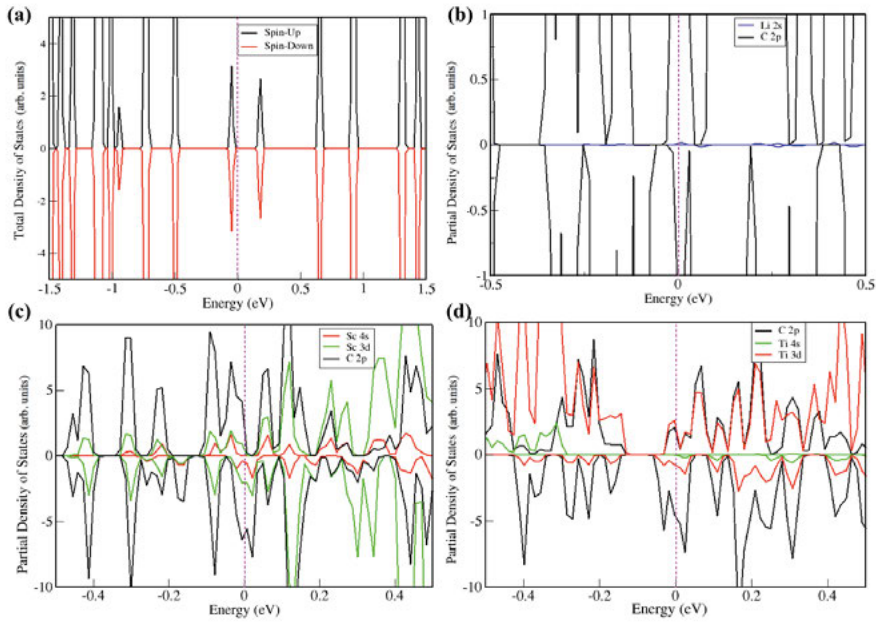 (a)
Spin-Up
Spin-Down
Total Density of States (arb. units)
4
2
0
-2
-4
-1.5
-1
-0.5
0
0.5
1
1.5
Energy (eV)
(b)
Li 2s
C 2p
Partial Density of States (arb. units)
1
0.5
0
-0.5
-1
-0.5
0
0.5
Energy (eV)
(c)
Sc 4s
Sc 3d
C 2p
Partial Density of States (arb. units)
10
5
0
-5
-10
-0.4
-0.2
0
0.2
0.4
Energy (eV)
(d)
C 2p
Ti 4s
Ti 3d
Partial Density of States (arb. units)
10
5
0
-5
-10
-0.4
-0.2
0
0.2
0.4
Energy (eV)